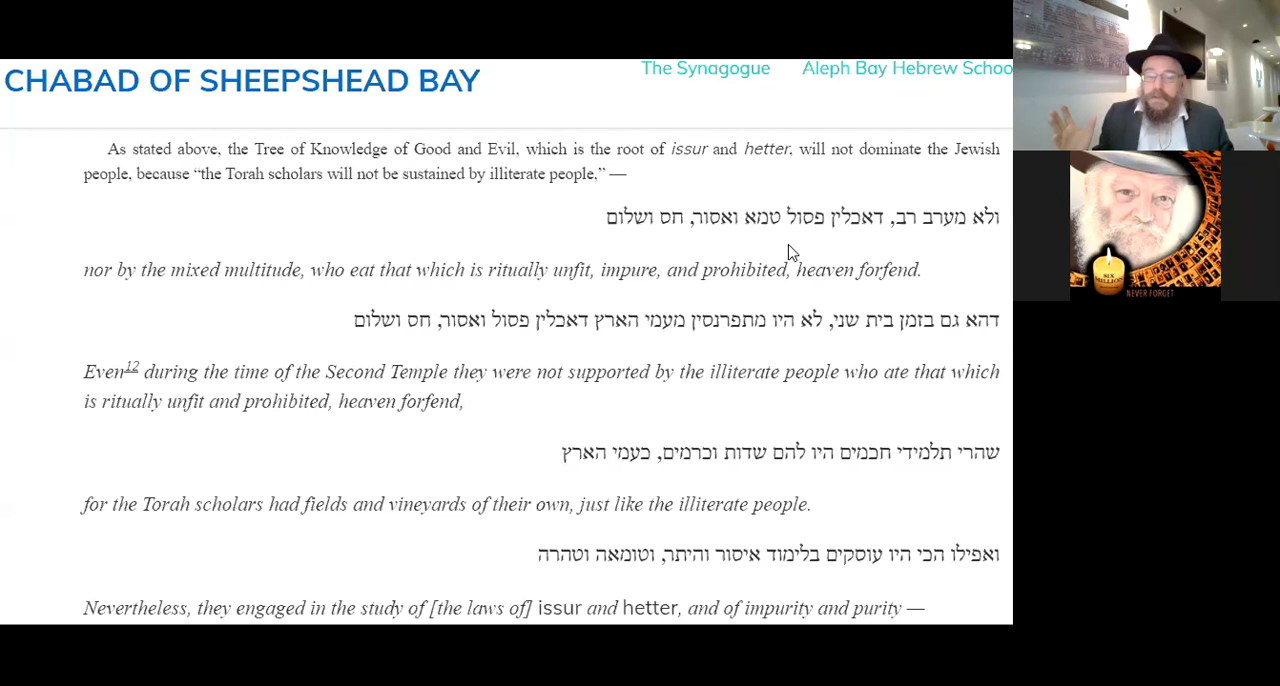 CHABAD OF SHEEPSHEAD BAY
The Synagogue Aleph Bay Hebrew Schoo
As stated above, the Tree of Knowledge of Good and Evil, which is the root of issur and hetter, will not dominate the Jewish
people, because “the Torah scholars will not be sustained by illiterate people,” —
ולא מערב רב, דאכלין פסול טמא ואסור, חס ושלום
nor by the mixed multitude, who eat that which is ritually unfit, impure, and prohibited, heaven forfend.
דהא גם בזמן בית שני, לא היו מתפרנסין מעמי הארץ דאכלין פסול ואסור, חס ושלום
Even12 during the time of the Second Temple they were not supported by the illiterate people who ate that which
is ritually unfit and prohibited, heaven forfend,
שהרי תלמידי חכמים היו להם שדות וכרמים, כעמי הארץ
for the Torah scholars had fields and vineyards of their own, just like the illiterate people.
ואפילו הכי היו עוסקים בלימוד איסור והיתר, וטומאה וטהרה
Nevertheless, they engaged in the study of [the laws of] issur and hetter, and of impurity and purity —
SIX
MILLION
NEVER FORGET